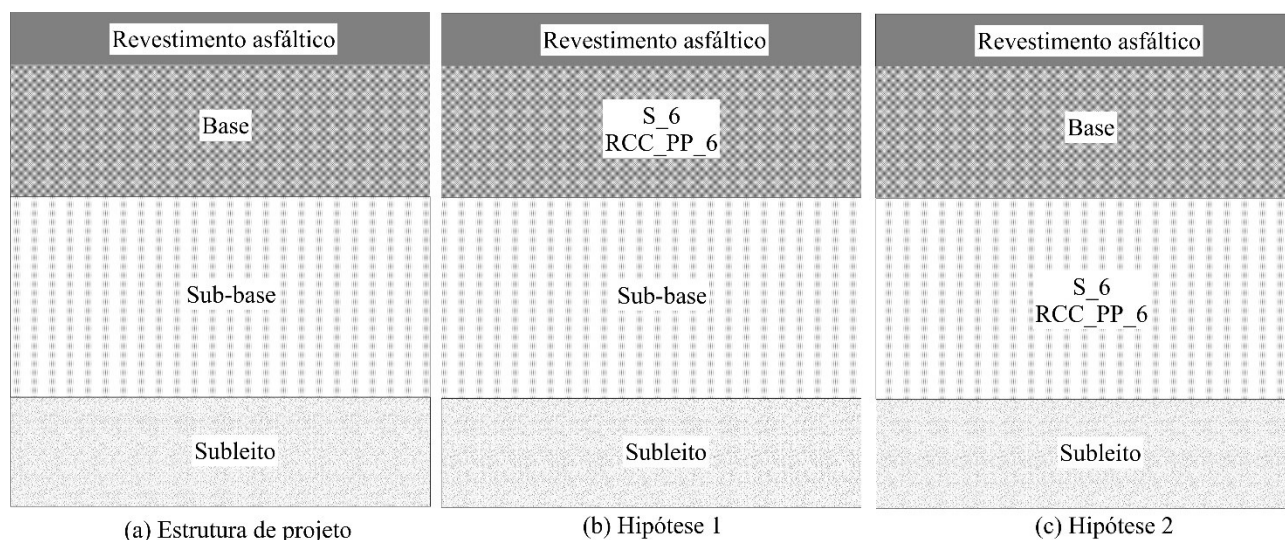 Revestimento asfáltico
Base
Sub-base
Subleito
(a) Estrutura de projeto
Revestimento asfáltico
S_6
RCC_PP_6
Sub-base
Subleito
(b) Hipótese 1
Revestimento asfáltico
Base
S_6
RCC_PP_6
Subleito
(c) Hipótese 2